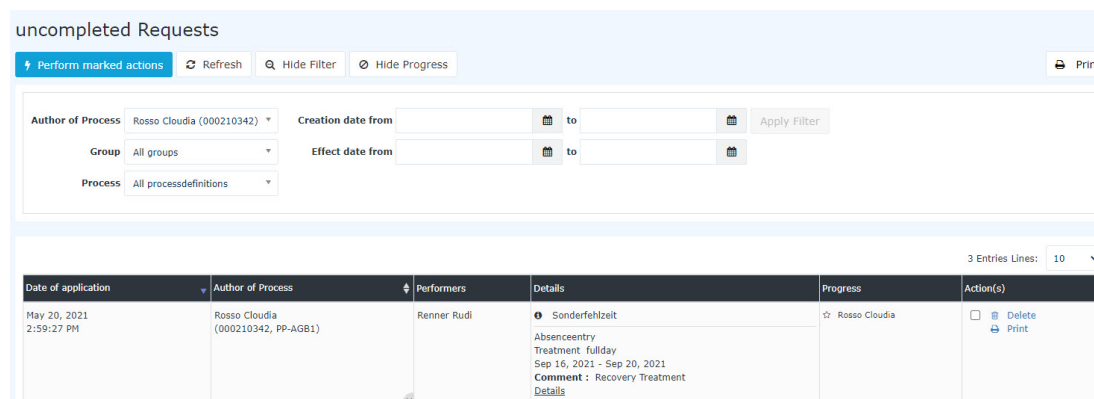 uncompleted Requests
Perform marked actions Refresh Hide Filter Hide Progress
Author of Process Rosso Cloudia (000210342) Creation date from to Apply Filter
Group All groups Effect date from to
Process All processdefinitions
3 Entries Lines: 10
Date of application Author of Process Performers Details Progress Action(s)
May 20, 2021 Rosso Cloudia Renner Rudi Sonderfehlzeit Rosso Cloudia Delete
2:59:27 PM (000210342, PP-AGB1) Print
Absenceentry
Treatment fullday
Sep 16, 2021 - Sep 20, 2021
Comment : Recovery Treatment
Details